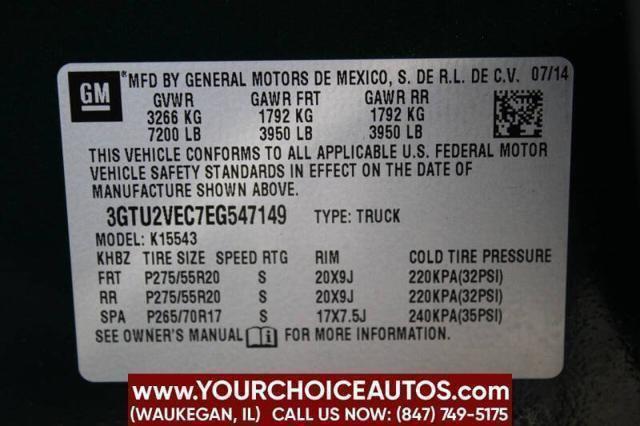 GM
*MFD BY GENERAL MOTORS DE MEXICO, S. DE R.L. DE C.V. 07/14
GVWR GAWR FRT GAWR RR
3266 KG 1792 KG 1792 KG
7200 LB 3950 LB 3950 LB
THIS VEHICLE CONFORMS TO ALL APPLICABLE U.S. FEDERAL MOTOR
VEHICLE SAFETY STANDARDS IN EFFECT ON THE DATE OF
MANUFACTURE SHOWN ABOVE.
3GTU2VEC7EG547149 TYPE: TRUCK
MODEL: K15543
KHBZ TIRE SIZE SPEED RTG RIM COLD TIRE PRESSURE
FRT P275/55R20 S 20X9J 220KPA(32PSI)
RR P275/55R20 S 20X9J 220KPA(32PSI)
SPA P265/70R17 S 17X7.5J 240KPA(35PSI)
SEE OWNER'S MANUAL FOR MORE INFORMATION.
WWW.YOURCHOICEAUTOS.COM
(WAUKEGAN, IL) CALL US TODAY! (847) 749-5175